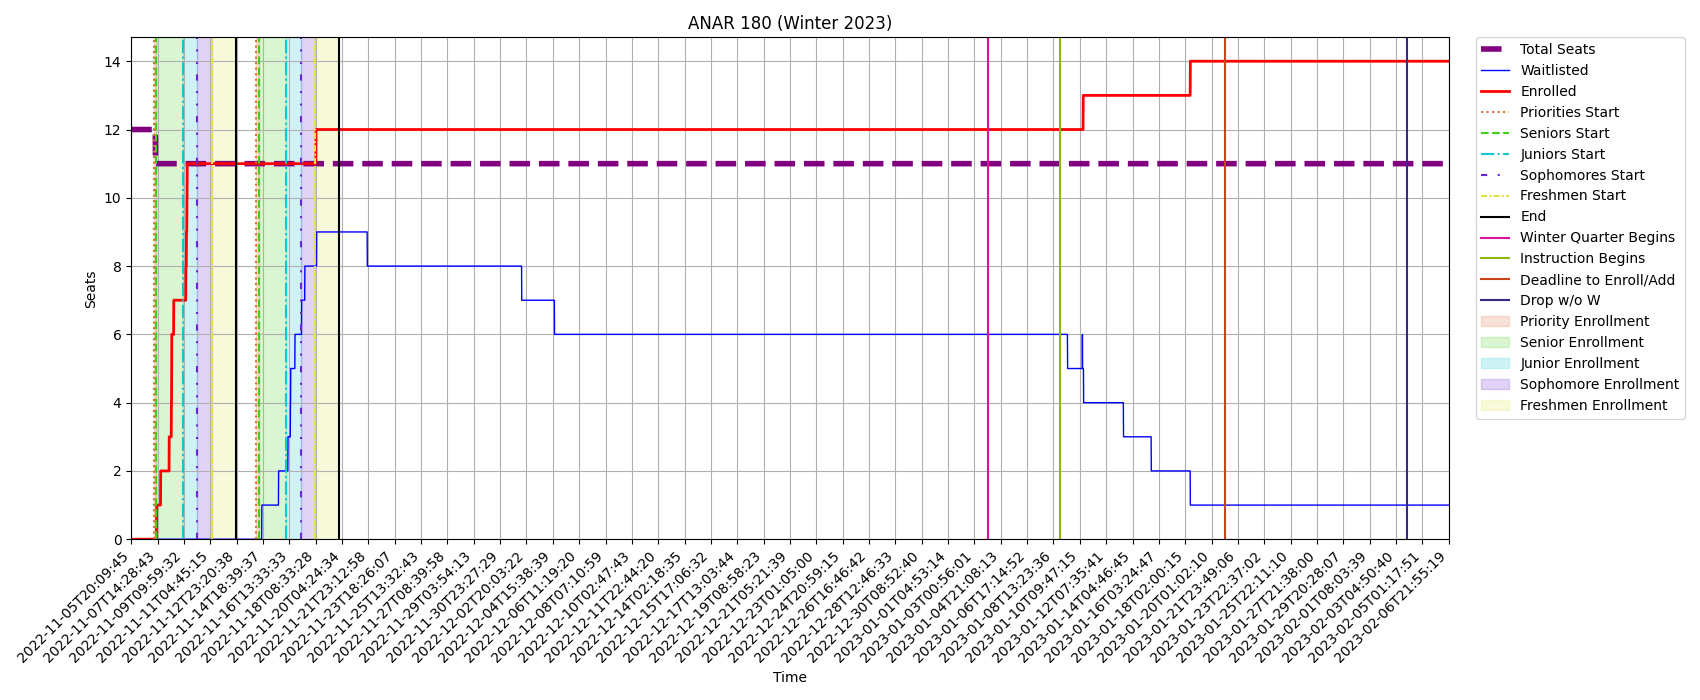 ANAR 180 (Winter 2023)
14
12
10
8
6
4
2
0
Seats
2022-11-05T20:09:45
2022-11-07T14:28:43
2022-11-09T09:59:32
2022-11-11T04:45:15
2022-11-12T23:20:38
2022-11-14T18:39:37
2022-11-16T13:33:33
2022-11-18T08:33:28
2022-11-20T04:24:34
2022-11-21T23:12:58
2022-11-23T18:26:07
2022-11-25T13:32:43
2022-11-27T08:39:58
2022-11-29T03:54:13
2022-11-30T23:27:29
2022-12-02T20:03:22
2022-12-04T15:38:39
2022-12-06T11:19:20
2022-12-08T07:10:59
2022-12-10T02:47:43
2022-12-11T22:44:20
2022-12-14T02:18:35
2022-12-15T17:06:32
2022-12-17T13:03:44
2022-12-19T08:58:23
2022-12-21T05:21:39
2022-12-23T01:05:00
2022-12-24T20:59:15
2022-12-26T16:46:42
2022-12-28T12:46:33
2022-12-30T08:52:40
2023-01-01T04:53:14
2023-01-03T00:56:01
2023-01-04T21:08:13
2023-01-06T17:14:52
2023-01-08T13:23:36
2023-01-10T09:47:15
2023-01-12T07:35:41
2023-01-14T04:46:45
2023-01-16T03:24:47
2023-01-18T02:00:15
2023-01-20T01:02:10
2023-01-21T23:49:06
2023-01-23T22:37:02
2023-01-25T22:11:10
2023-01-27T21:38:00
2023-01-29T20:28:07
2023-02-01T08:03:39
2023-02-03T04:50:40
2023-02-05T01:17:51
2023-02-06T21:55:19
Time
Total Seats
Waitlisted
Enrolled
Priorities Start
Seniors Start
Juniors Start
Sophomores Start
Freshmen Start
End
Winter Quarter Begins
Instruction Begins
Deadline to Enroll/Add
Drop w/o W
Priority Enrollment
Senior Enrollment
Junior Enrollment
Sophomore Enrollment
Freshmen Enrollment